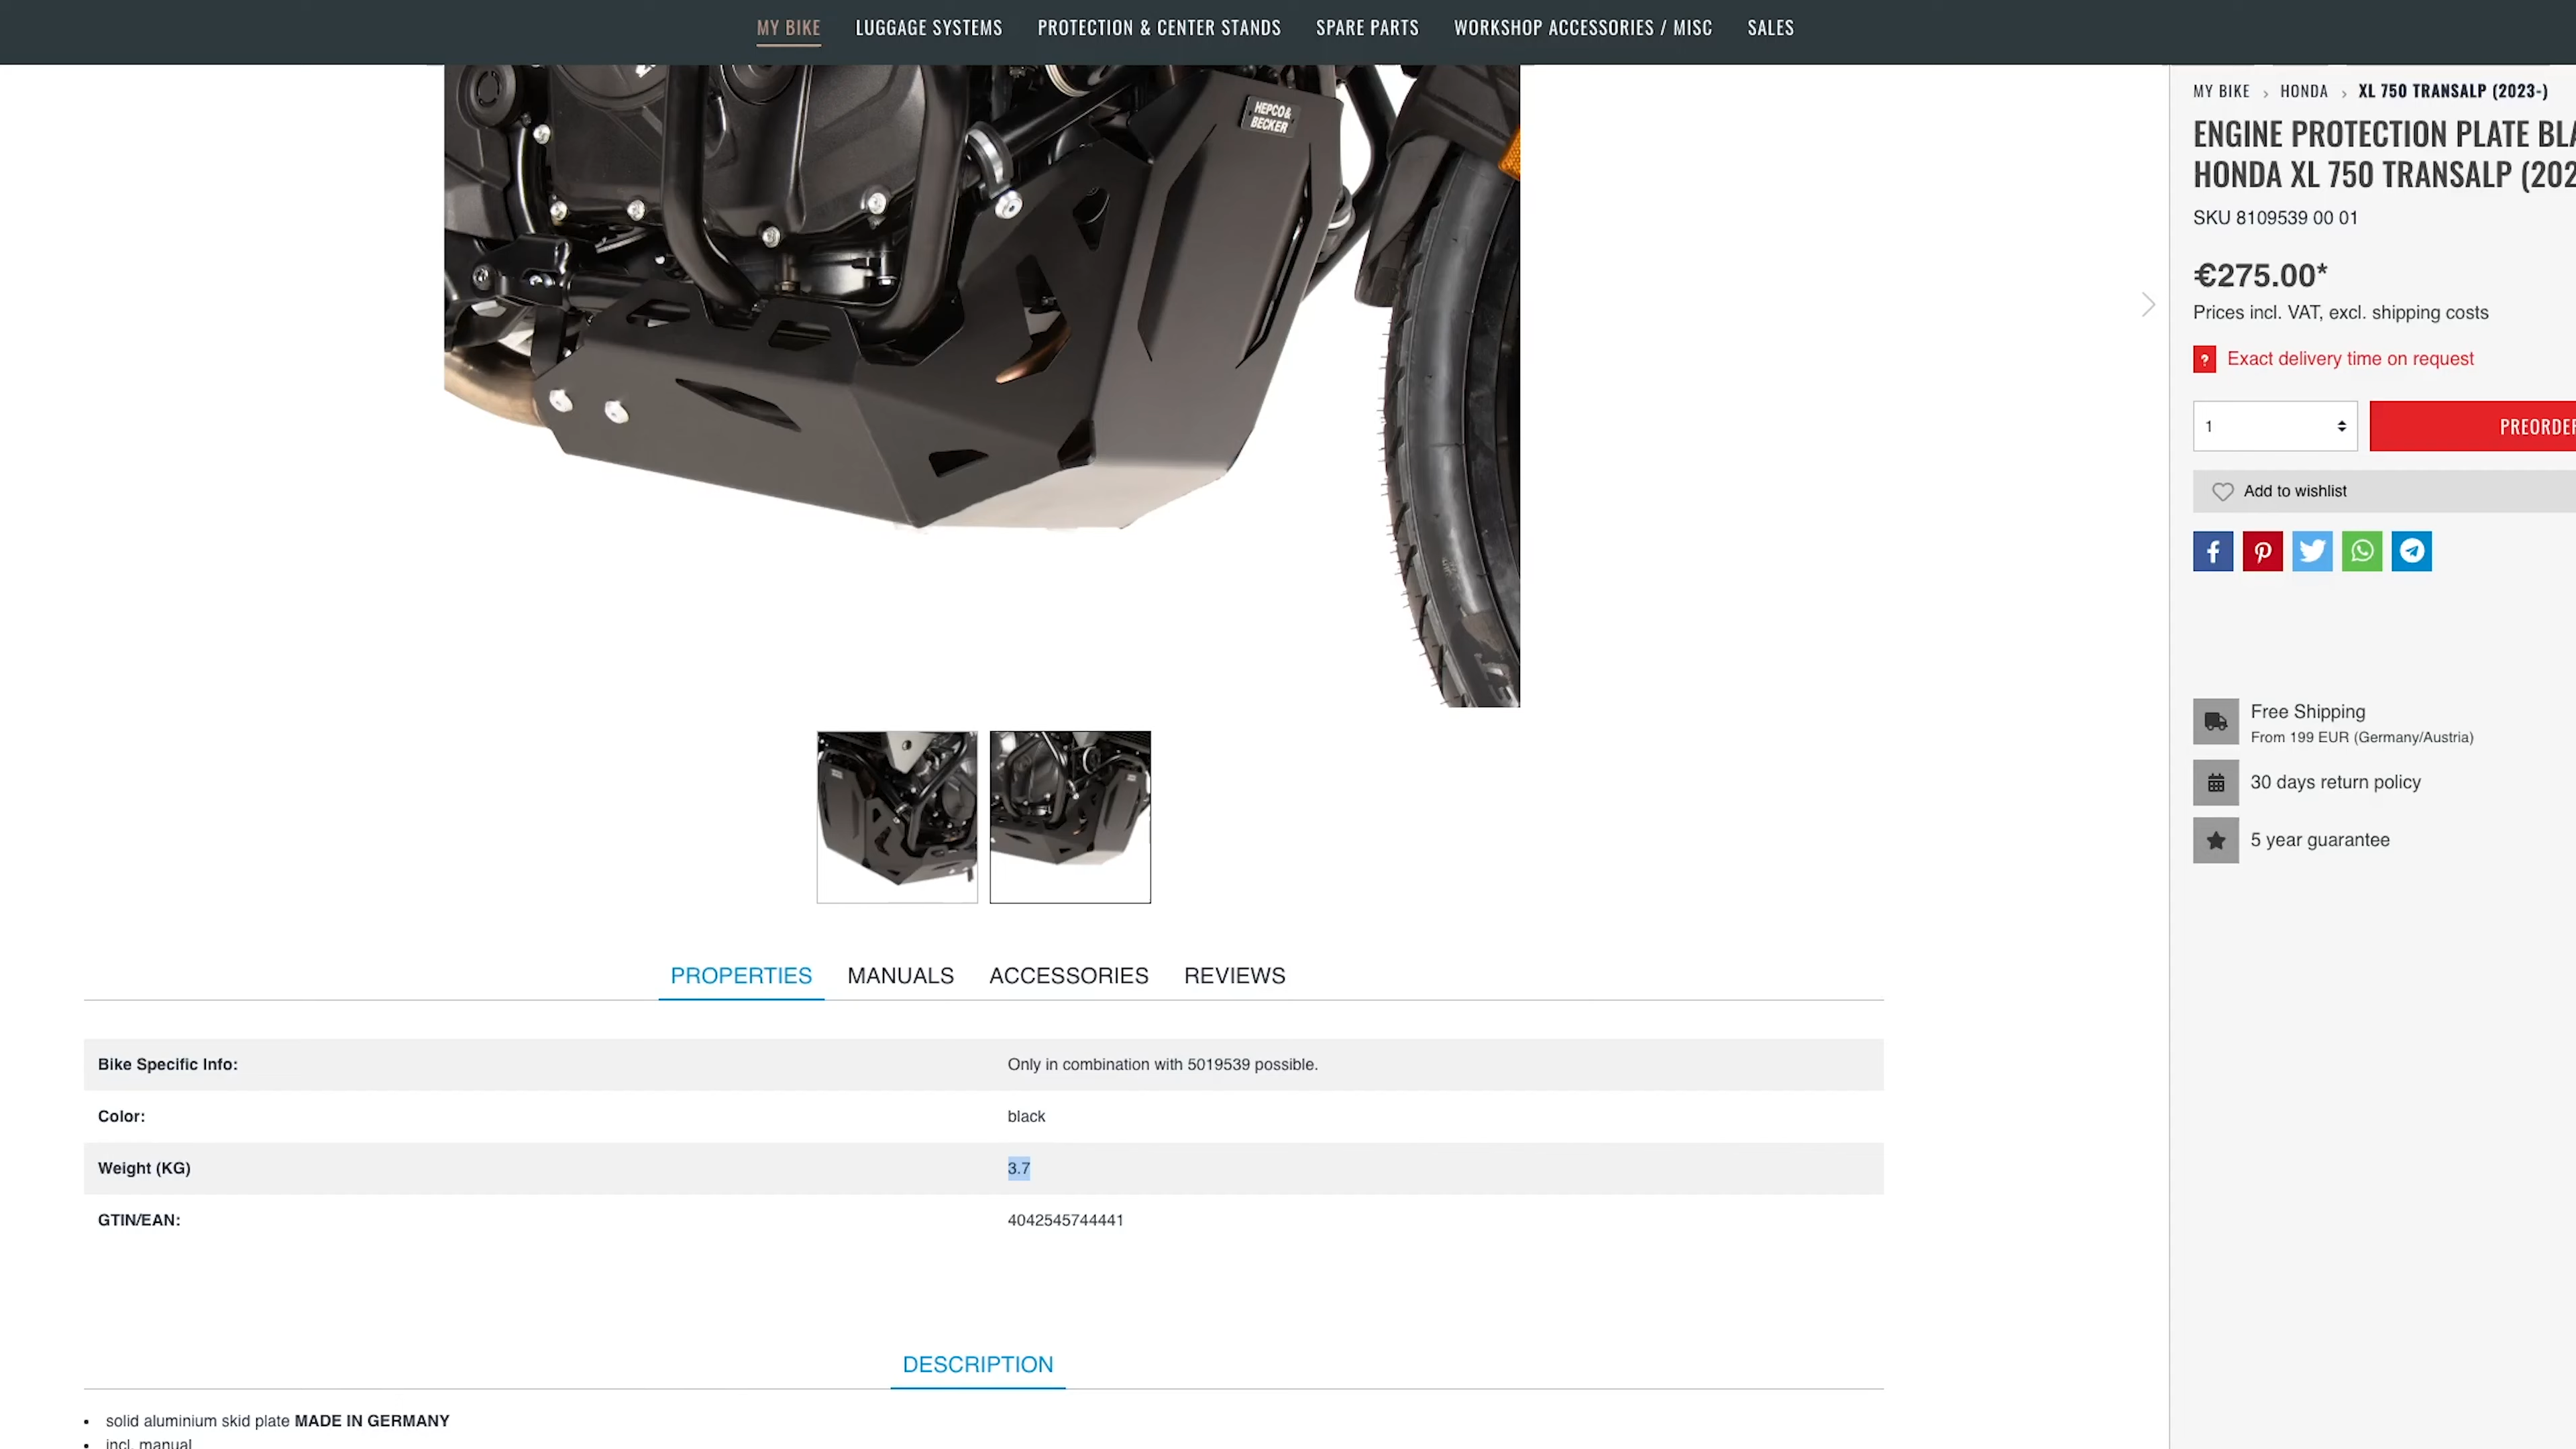 MY BIKE
LUGGAGE SYSTEMS
PROTECTION & CENTER STANDS
SPARE PARTS
WORKSHOP ACCESSORIES / MISC
SALES
HEPCO&
BECKER
MY BIKE > HONDA > XL 750 TRANSALP (2023-)
ENGINE PROTECTION PLATE BLA
HONDA XL 750 TRANSALP (202
SKU 8109539 00 01
€275.00*
Prices incl. VAT, excl. shipping costs
? Exact delivery time on request
1
PREORDER
Add to wishlist
Free Shipping
From 199 EUR (Germany/Austria)
30 days return policy
5 year guarantee
PROPERTIES
MANUALS
ACCESSORIES
REVIEWS
Bike Specific Info: Only in combination with 5019539 possible.
Color: black
Weight (KG) 3.7
GTIN/EAN: 4042545744441
DESCRIPTION
• solid aluminium skid plate MADE IN GERMANY
• incl. manual